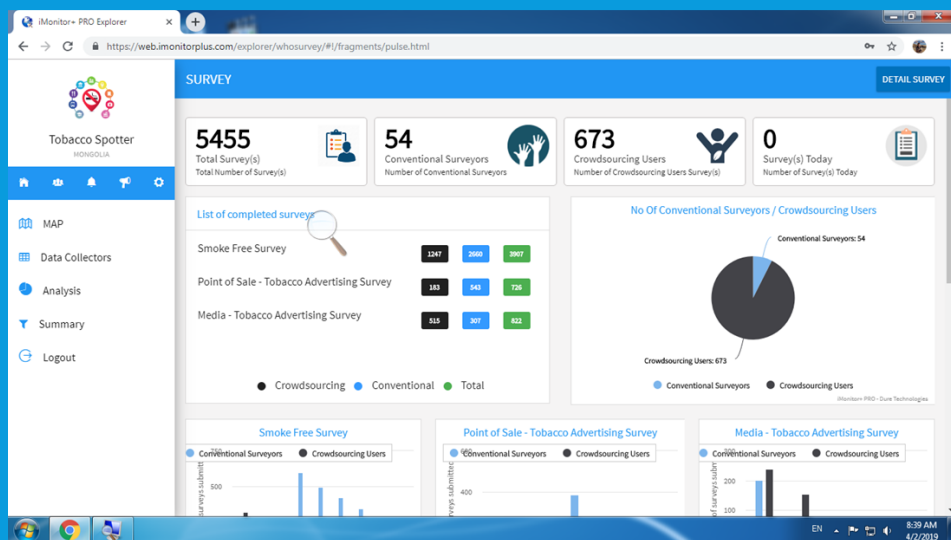 iMonitor+ PRO Explorer
https://web.imonitorplus.com/explorer/whosurvey/#!/fragments/pulse.html
Tobacco Spotter
MONGOLIA
MAP
Data Collectors
Analysis
Summary
Logout
SURVEY
DETAIL SURVEY
5455
Total Survey(s)
Total Number of Survey(s)
54
Conventional Surveyors
Number of Conventional Surveyors
673
Crowdsourcing Users
Number of Crowdsourcing Users Survey(s)
0
Survey(s) Today
Number of Survey(s) Today
List of completed surveys
Smoke Free Survey 1247 2660 3907
Point of Sale - Tobacco Advertising Survey 183 543 726
Media - Tobacco Advertising Survey 515 307 822
Crowdsourcing Conventional Total
No Of Conventional Surveyors / Crowdsourcing Users
Conventional Surveyors: 54
Crowdsourcing Users: 673
Conventional Surveyors Crowdsourcing Users
iMonitor+ PRO - Dure Technologies
Smoke Free Survey
Conventional Surveyors Crowdsourcing Users
500
surveys submitted
Point of Sale - Tobacco Advertising Survey
Conventional Surveyors Crowdsourcing Users
400
Media - Tobacco Advertising Survey
Conventional Surveyors Crowdsourcing Users
200
100
EN
8:39 AM
4/2/2019